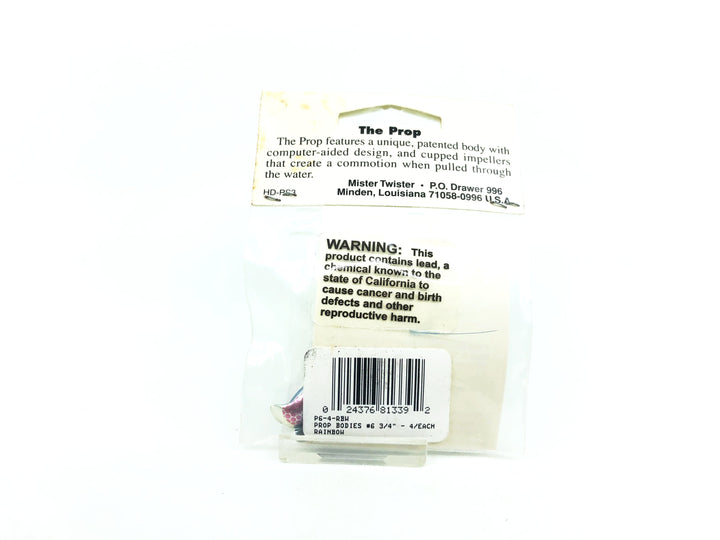 The Prop
The Prop features a unique, patented body with
computer-aided design, and cupped impellers
that create a commotion when pulled through
the water.
Mister Twister • P.O. Drawer 996
HD-PS3
Minden, Louisiana 71058-0996 U.S.A.
WARNING: This
product contains lead, a
chemical known to the
state of California to
cause cancer and birth
defects and other
reproductive harm.
0 24376 81339 2
P6-4-RBW
PROP BODIES #6 3/4" - 4/EACH
RAINBOW